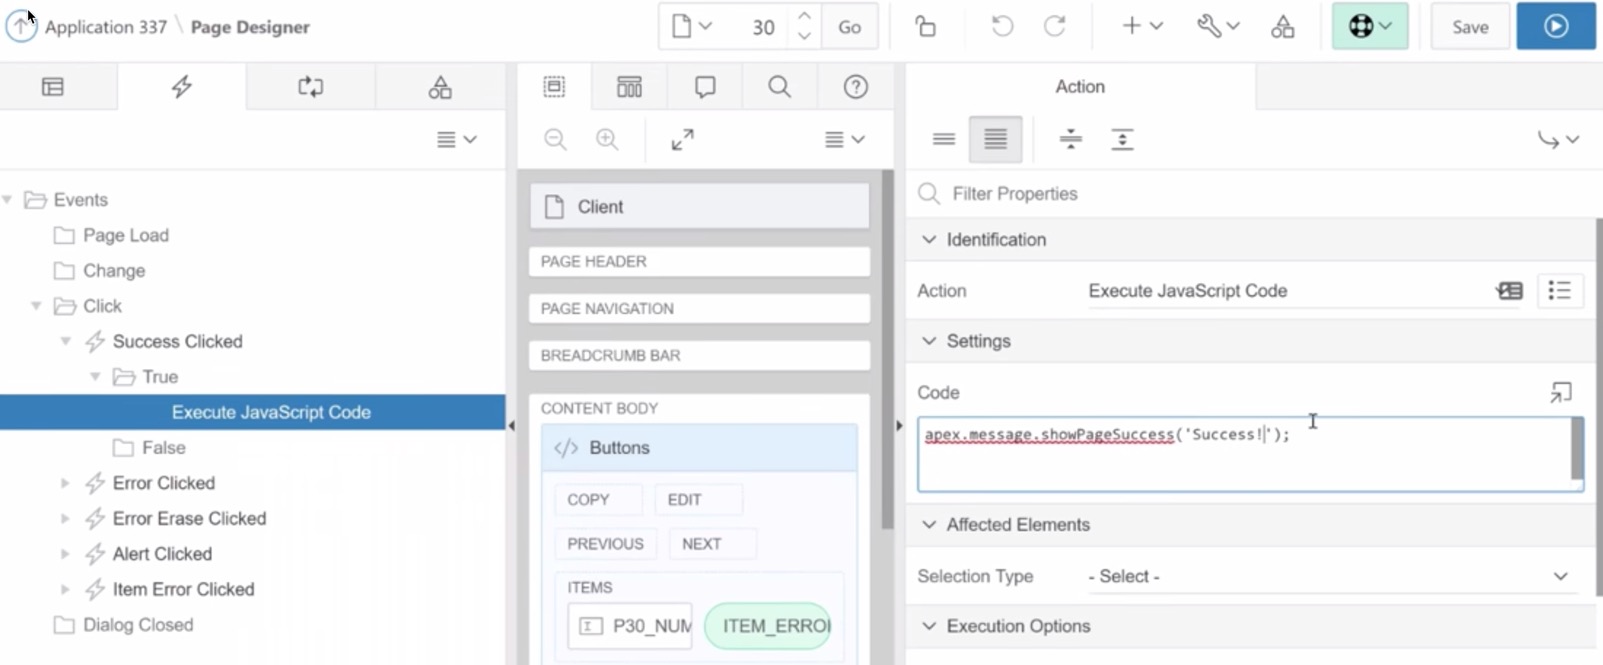 Application 337 \ Page Designer
30
Go
Save
Events
Page Load
Change
Click
Success Clicked
True
Execute JavaScript Code
False
Error Clicked
Error Erase Clicked
Alert Clicked
Item Error Clicked
Dialog Closed
Client
PAGE HEADER
PAGE NAVIGATION
BREADCRUMB BAR
CONTENT BODY
</> Buttons
COPY EDIT
PREVIOUS NEXT
ITEMS
P30_NUM ITEM_ERROR
Action
Filter Properties
Identification
Action Execute JavaScript Code
Settings
Code
apex.message.showPageSuccess('Success!');
Affected Elements
Selection Type - Select -
Execution Options